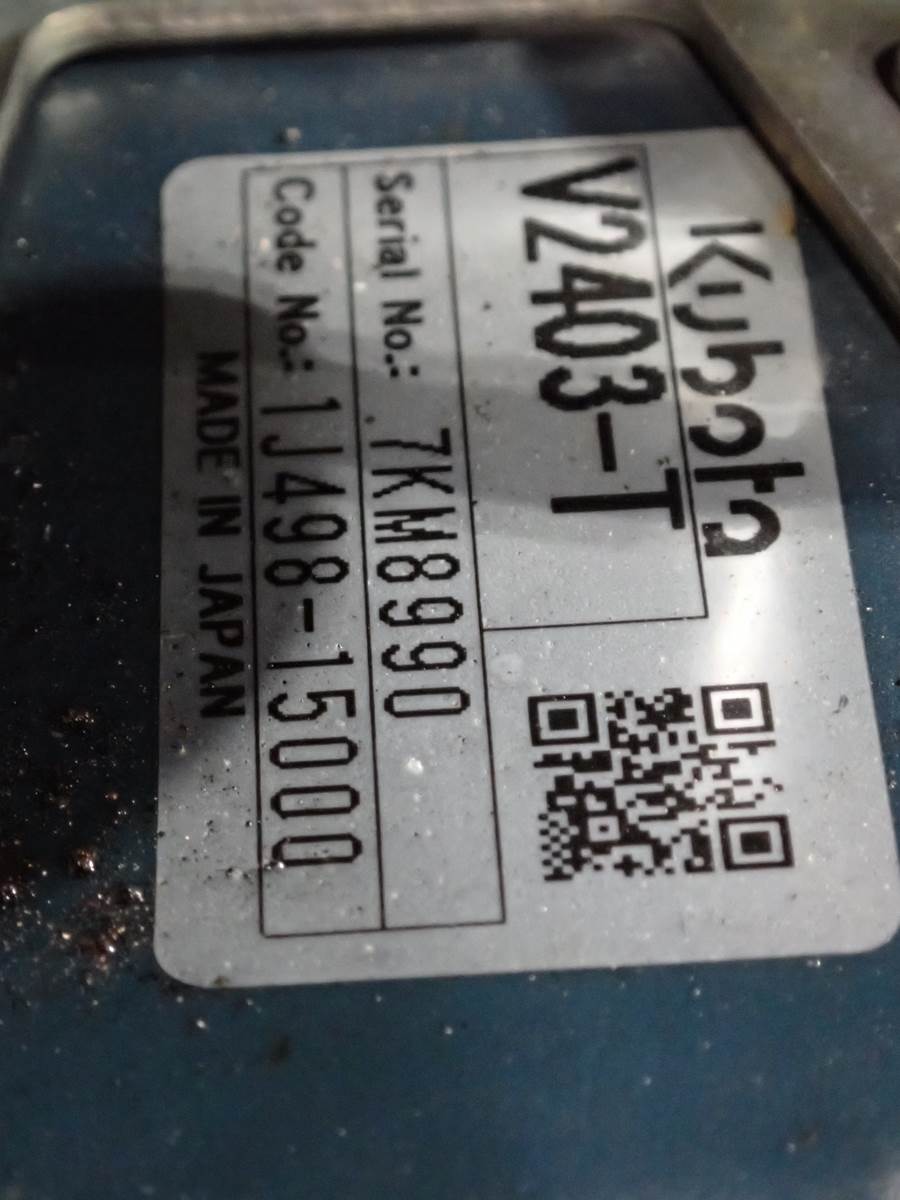 Kubota
V2403-T
Serial No.: 7KM8990
Code No.: 1J498-15000
MADE IN JAPAN